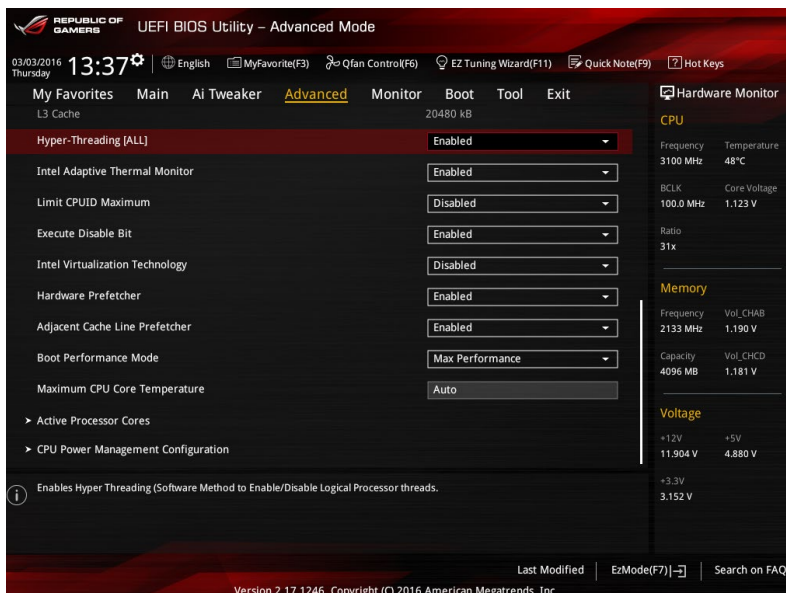 REPUBLIC OF
GAMERS
UEFI BIOS Utility – Advanced Mode
03/03/2016
Thursday
13:37
English
MyFavorite(F3)
Qfan Control(F6)
EZ Tuning Wizard(F11)
Quick Note(F9)
? Hot Keys
My Favorites Main Ai Tweaker Advanced Monitor Boot Tool Exit
L3 Cache 20480 kB
Hyper-Threading [ALL] Enabled
Intel Adaptive Thermal Monitor Enabled
Limit CPUID Maximum Disabled
Execute Disable Bit Enabled
Intel Virtualization Technology Disabled
Hardware Prefetcher Enabled
Adjacent Cache Line Prefetcher Enabled
Boot Performance Mode Max Performance
Maximum CPU Core Temperature Auto
> Active Processor Cores
> CPU Power Management Configuration
Enables Hyper Threading (Software Method to Enable/Disable Logical Processor threads.
Hardware Monitor
CPU
Frequency Temperature
3100 MHz 48°C
BCLK Core Voltage
100.0 MHz 1.123 V
Ratio
31x
Memory
Frequency Vol_CHAB
2133 MHz 1.190 V
Capacity Vol_CHCD
4096 MB 1.181 V
Voltage
+12V +5V
11.904 V 4.880 V
+3.3V
3.152 V
Last Modified
EzMode(F7)
Search on FAQ
Version 2.17.1246. Copyright (C) 2016 American Megatrends, Inc.